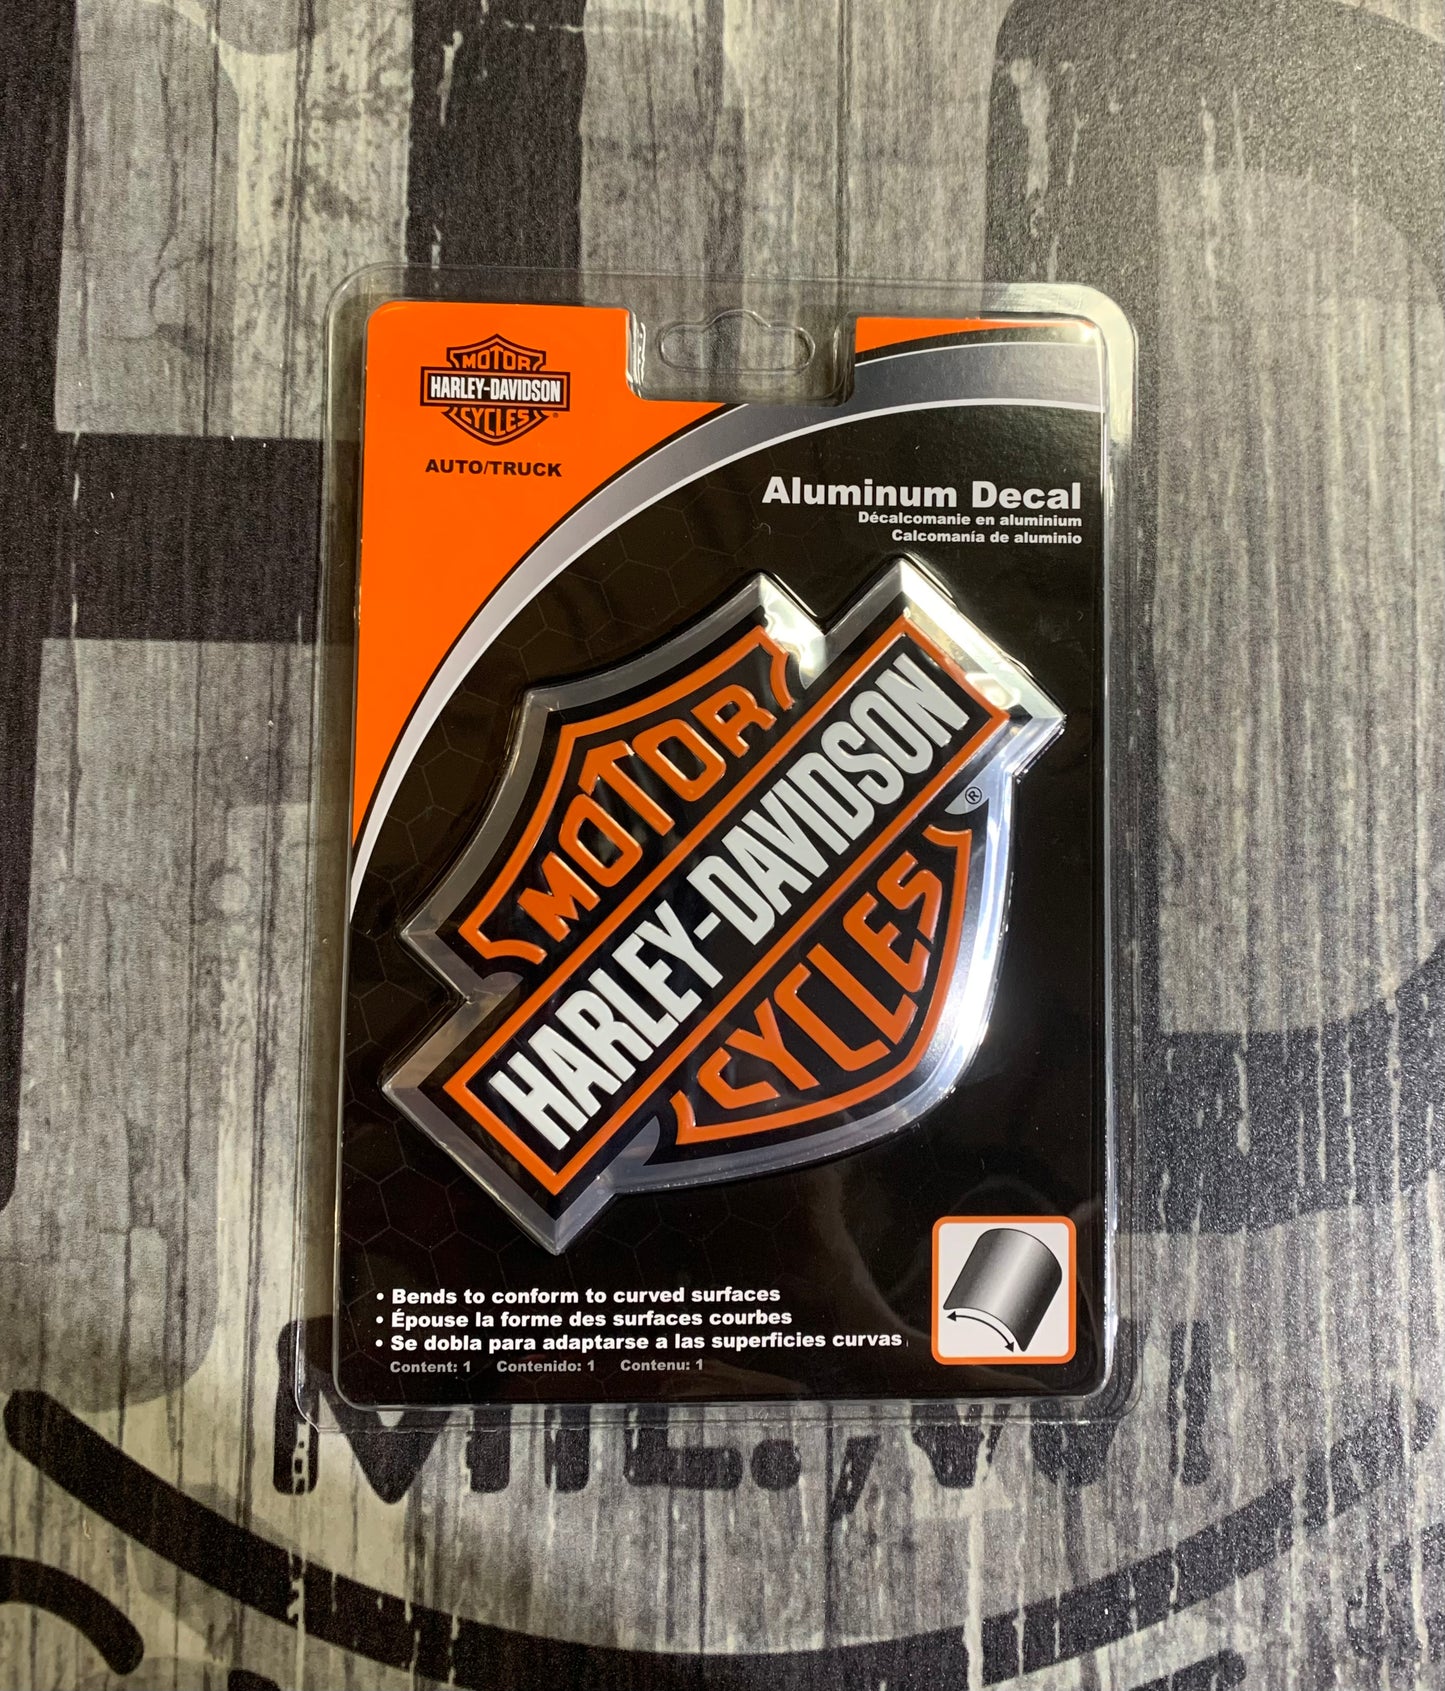 MOTOR
HARLEY-DAVIDSON
CYCLES®
AUTO/TRUCK
Aluminum Decal
Décalcomanie en aluminium
Calcomanía de aluminio
MOTOR
HARLEY-DAVIDSON
®
CYCLES
• Bends to conform to curved surfaces
• Épouse la forme des surfaces courbes
• Se dobla para adaptarse a las superficies curvas
Content: 1 Contenido: 1 Contenu: 1